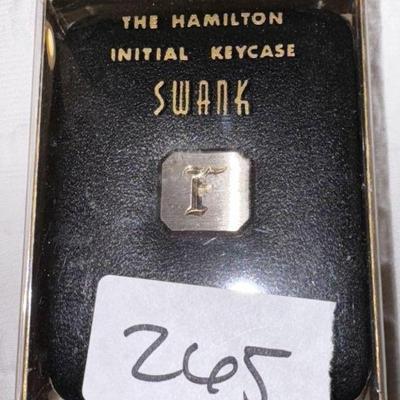 THE HAMILTON
INITIAL KEYCASE
SWANK
F
265